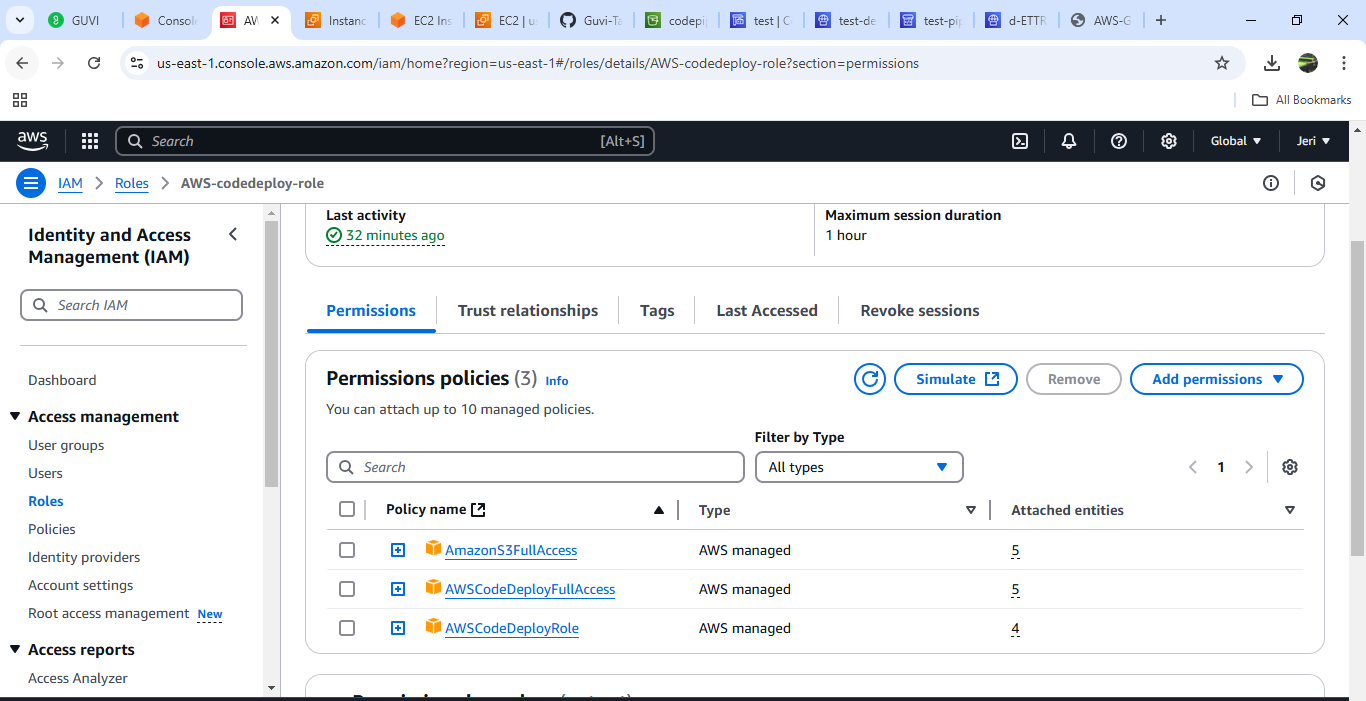 GUVI
Consol
AW
Instanc
EC2 Ins
EC2 | us
Guvi-Ta
codepip
test | Co
test-de
test-pip
d-ETTR
AWS-G
us-east-1.console.aws.amazon.com/iam/home?region=us-east-1#/roles/details/AWS-codedeploy-role?section=permissions
All Bookmarks
aws
Search
[Alt+S]
Global
Jeri
IAM
Roles
AWS-codedeploy-role
Identity and Access
Management (IAM)
Search IAM
Dashboard
Access management
User groups
Users
Roles
Policies
Identity providers
Account settings
Root access management New
Access reports
Access Analyzer
Last activity
32 minutes ago
Maximum session duration
1 hour
Permissions
Trust relationships
Tags
Last Accessed
Revoke sessions
Permissions policies (3) Info
Simulate
Remove
Add permissions
You can attach up to 10 managed policies.
Filter by Type
Search
All types
1
Policy name
Type
Attached entities
AmazonS3FullAccess
AWS managed
5
AWSCodeDeployFullAccess
AWS managed
5
AWSCodeDeployRole
AWS managed
4